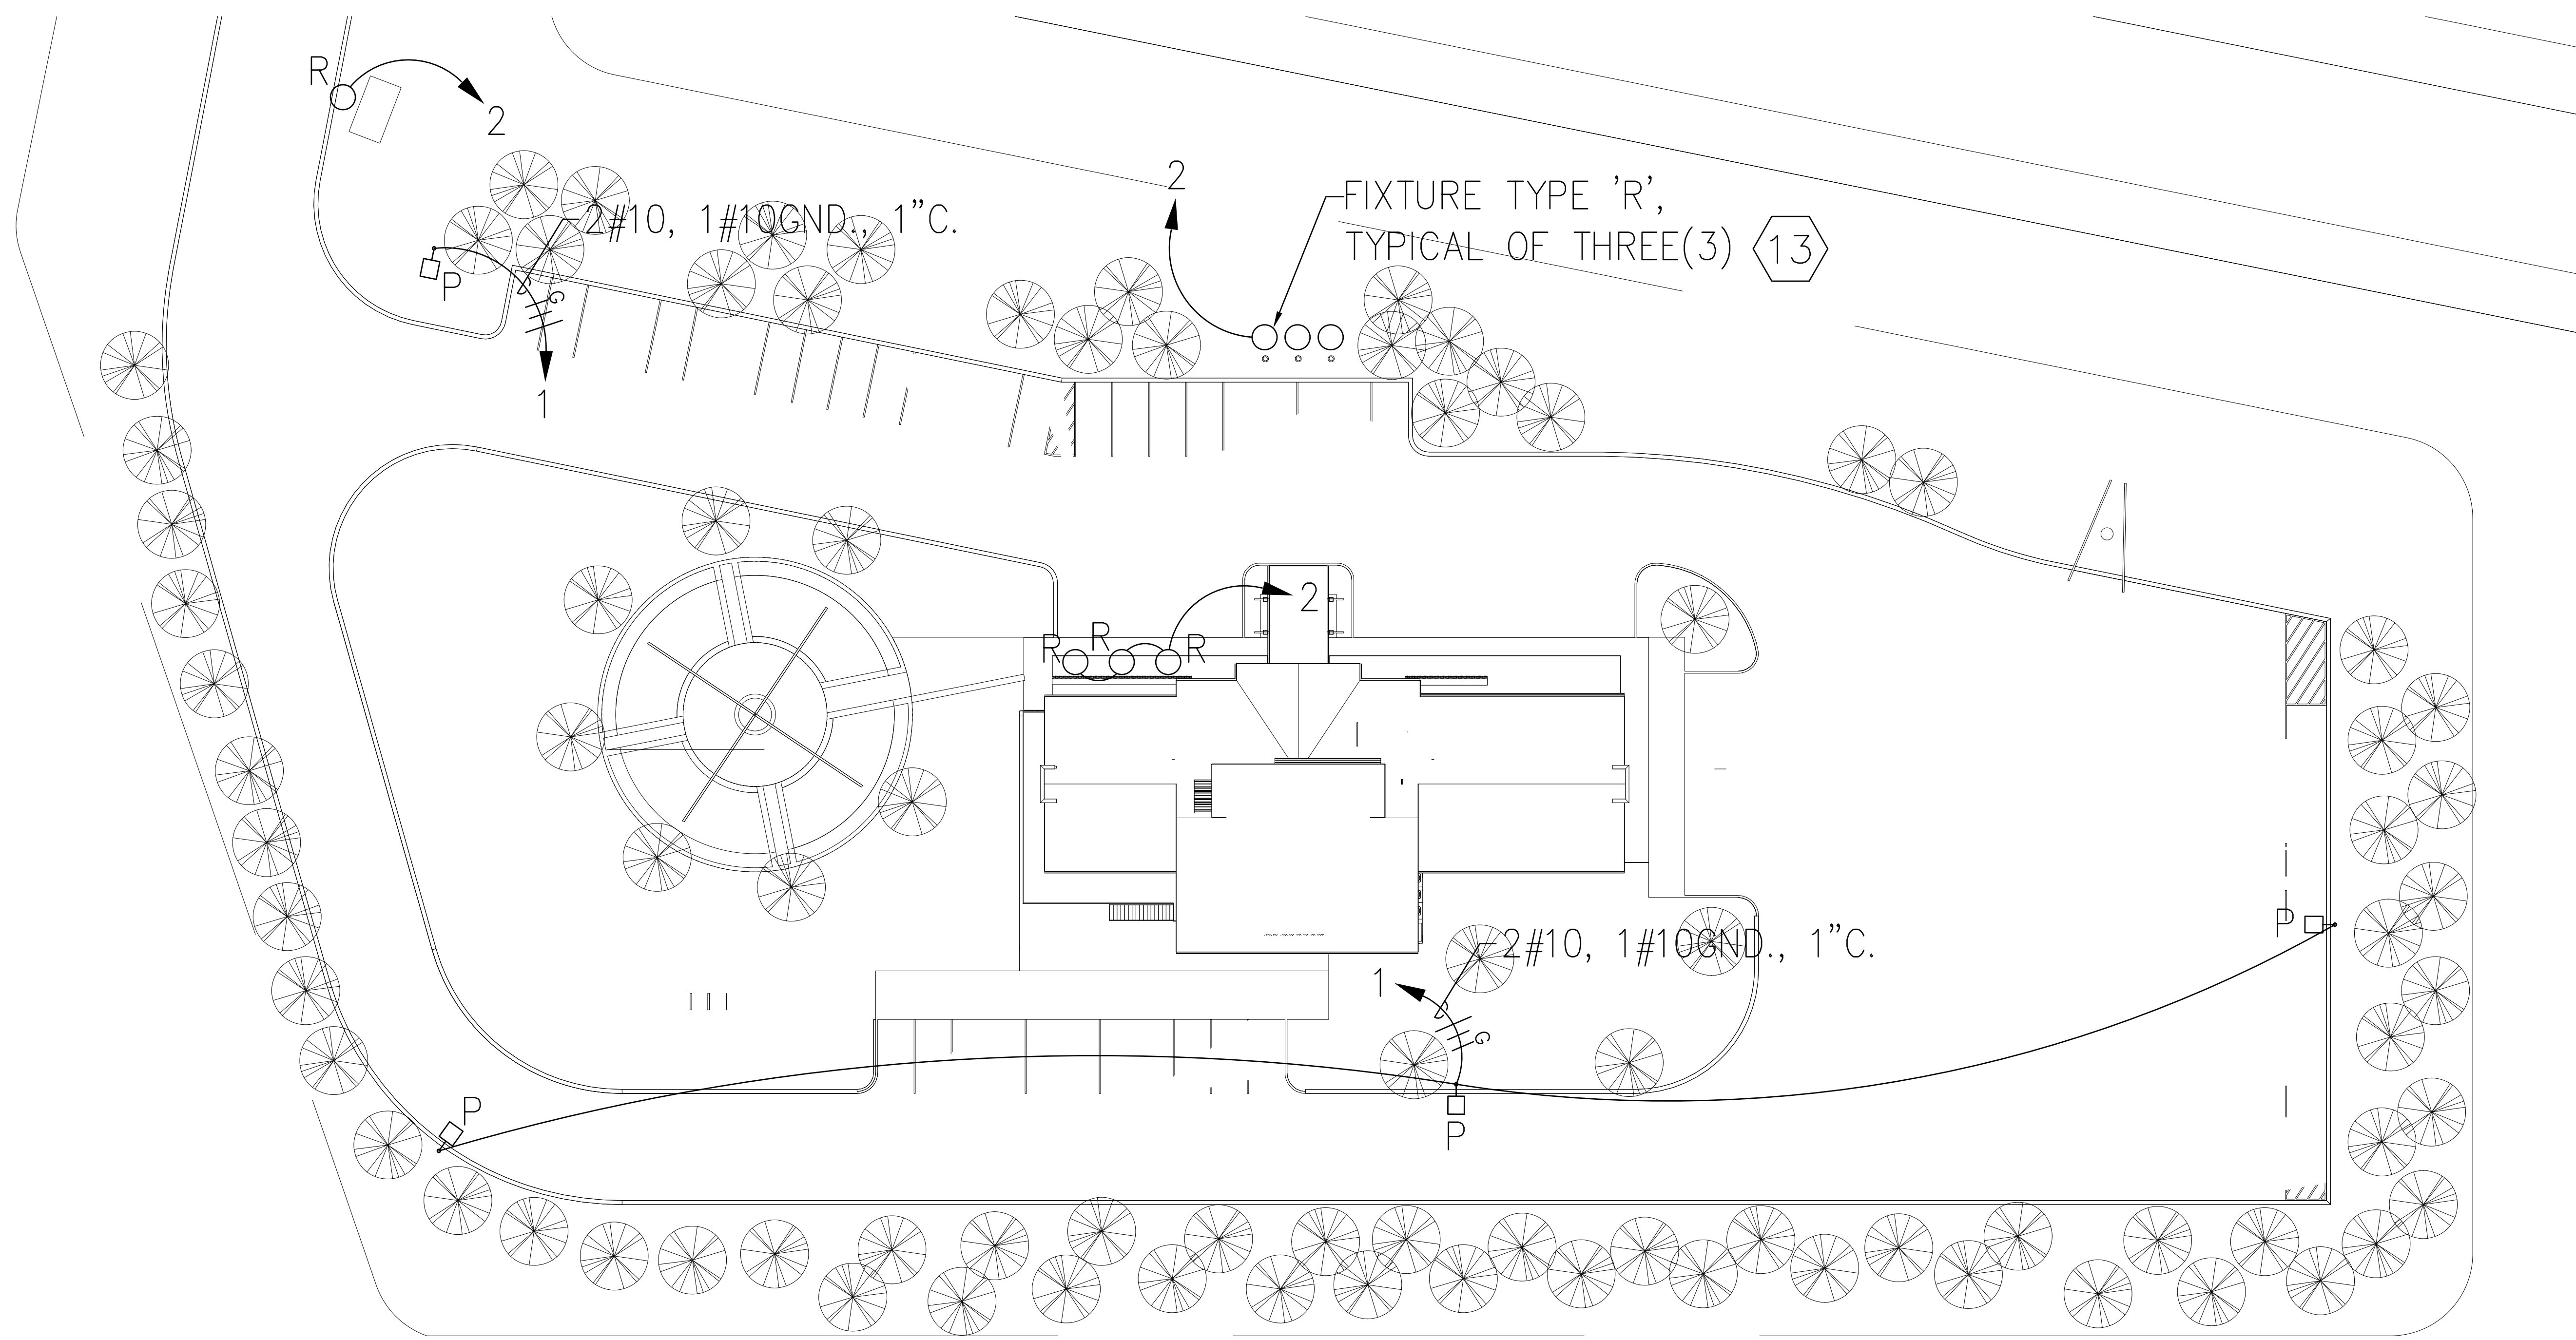 R
2
2#10, 1#10GND., 1"C.
P
G
1
2
FIXTURE TYPE 'R',
TYPICAL OF THREE(3) 13
R
R
R
2
P
2#10, 1#10GND., 1"C.
1
G
P
P